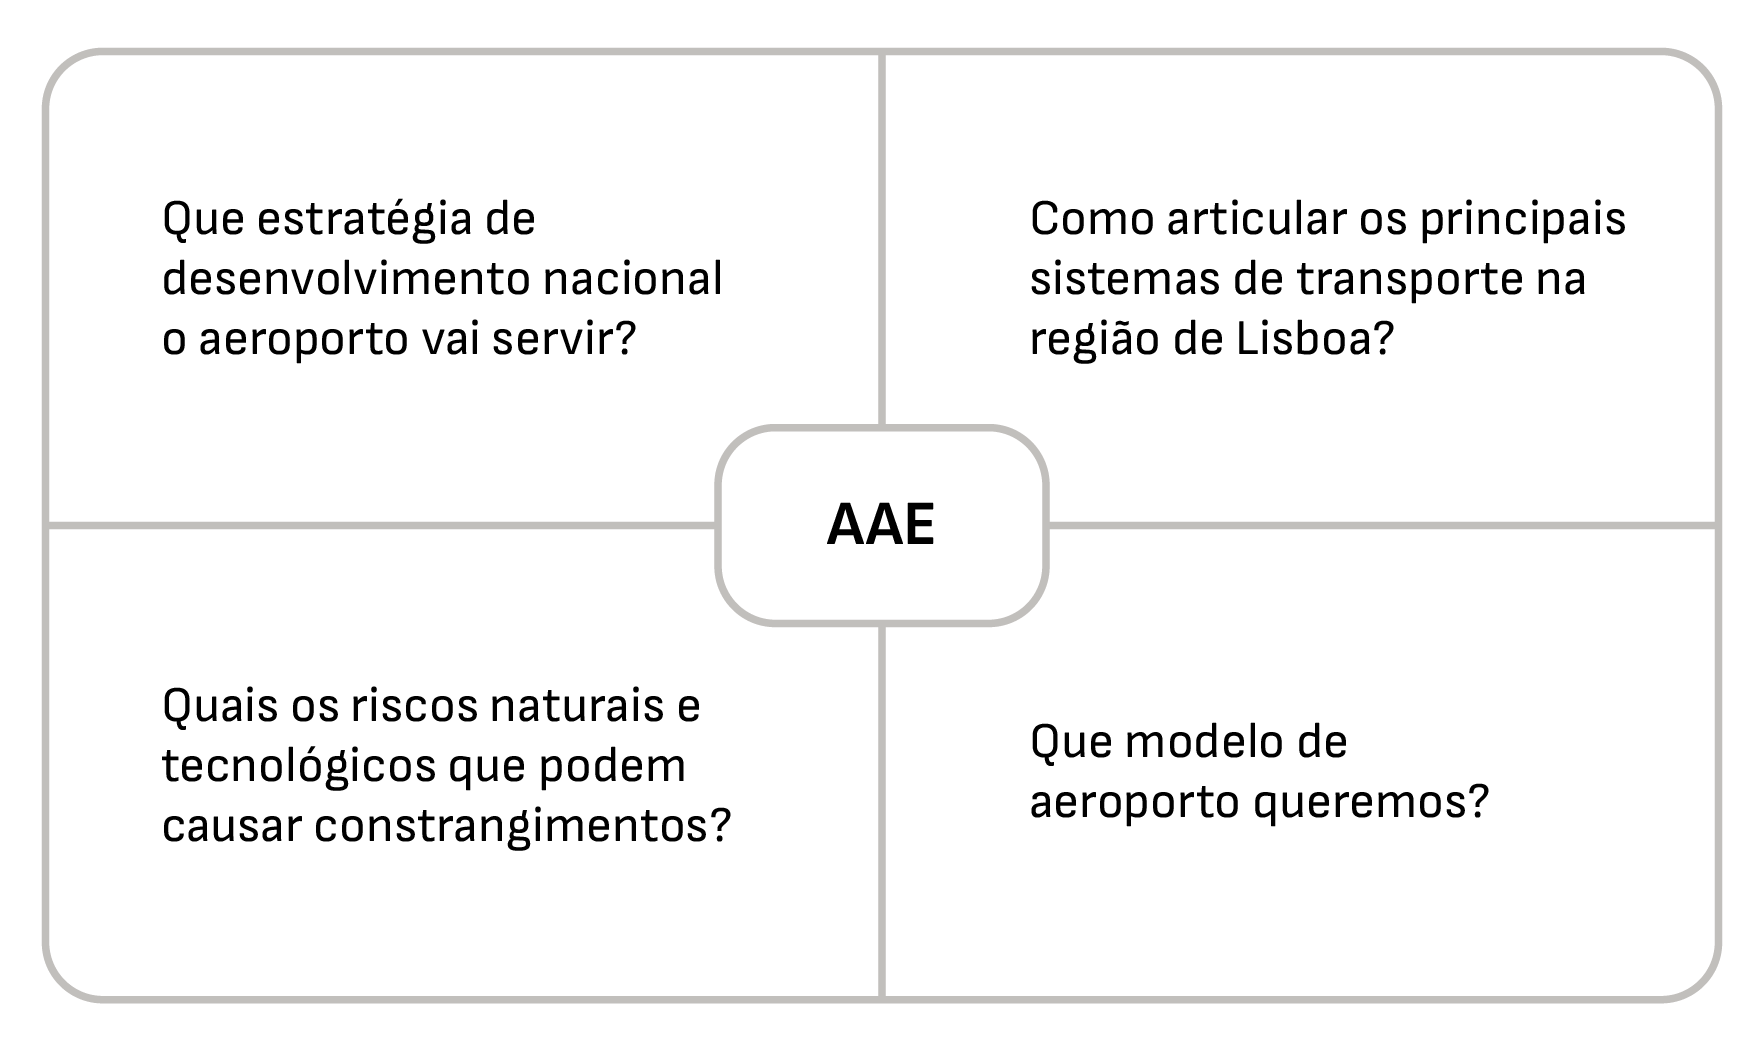 Que estratégia de
desenvolvimento nacional
o aeroporto vai servir?
Como articular os principais
sistemas de transporte na
região de Lisboa?
AAE
Quais os riscos naturais e
tecnológicos que podem
causar constrangimentos?
Que modelo de
aeroporto queremos?